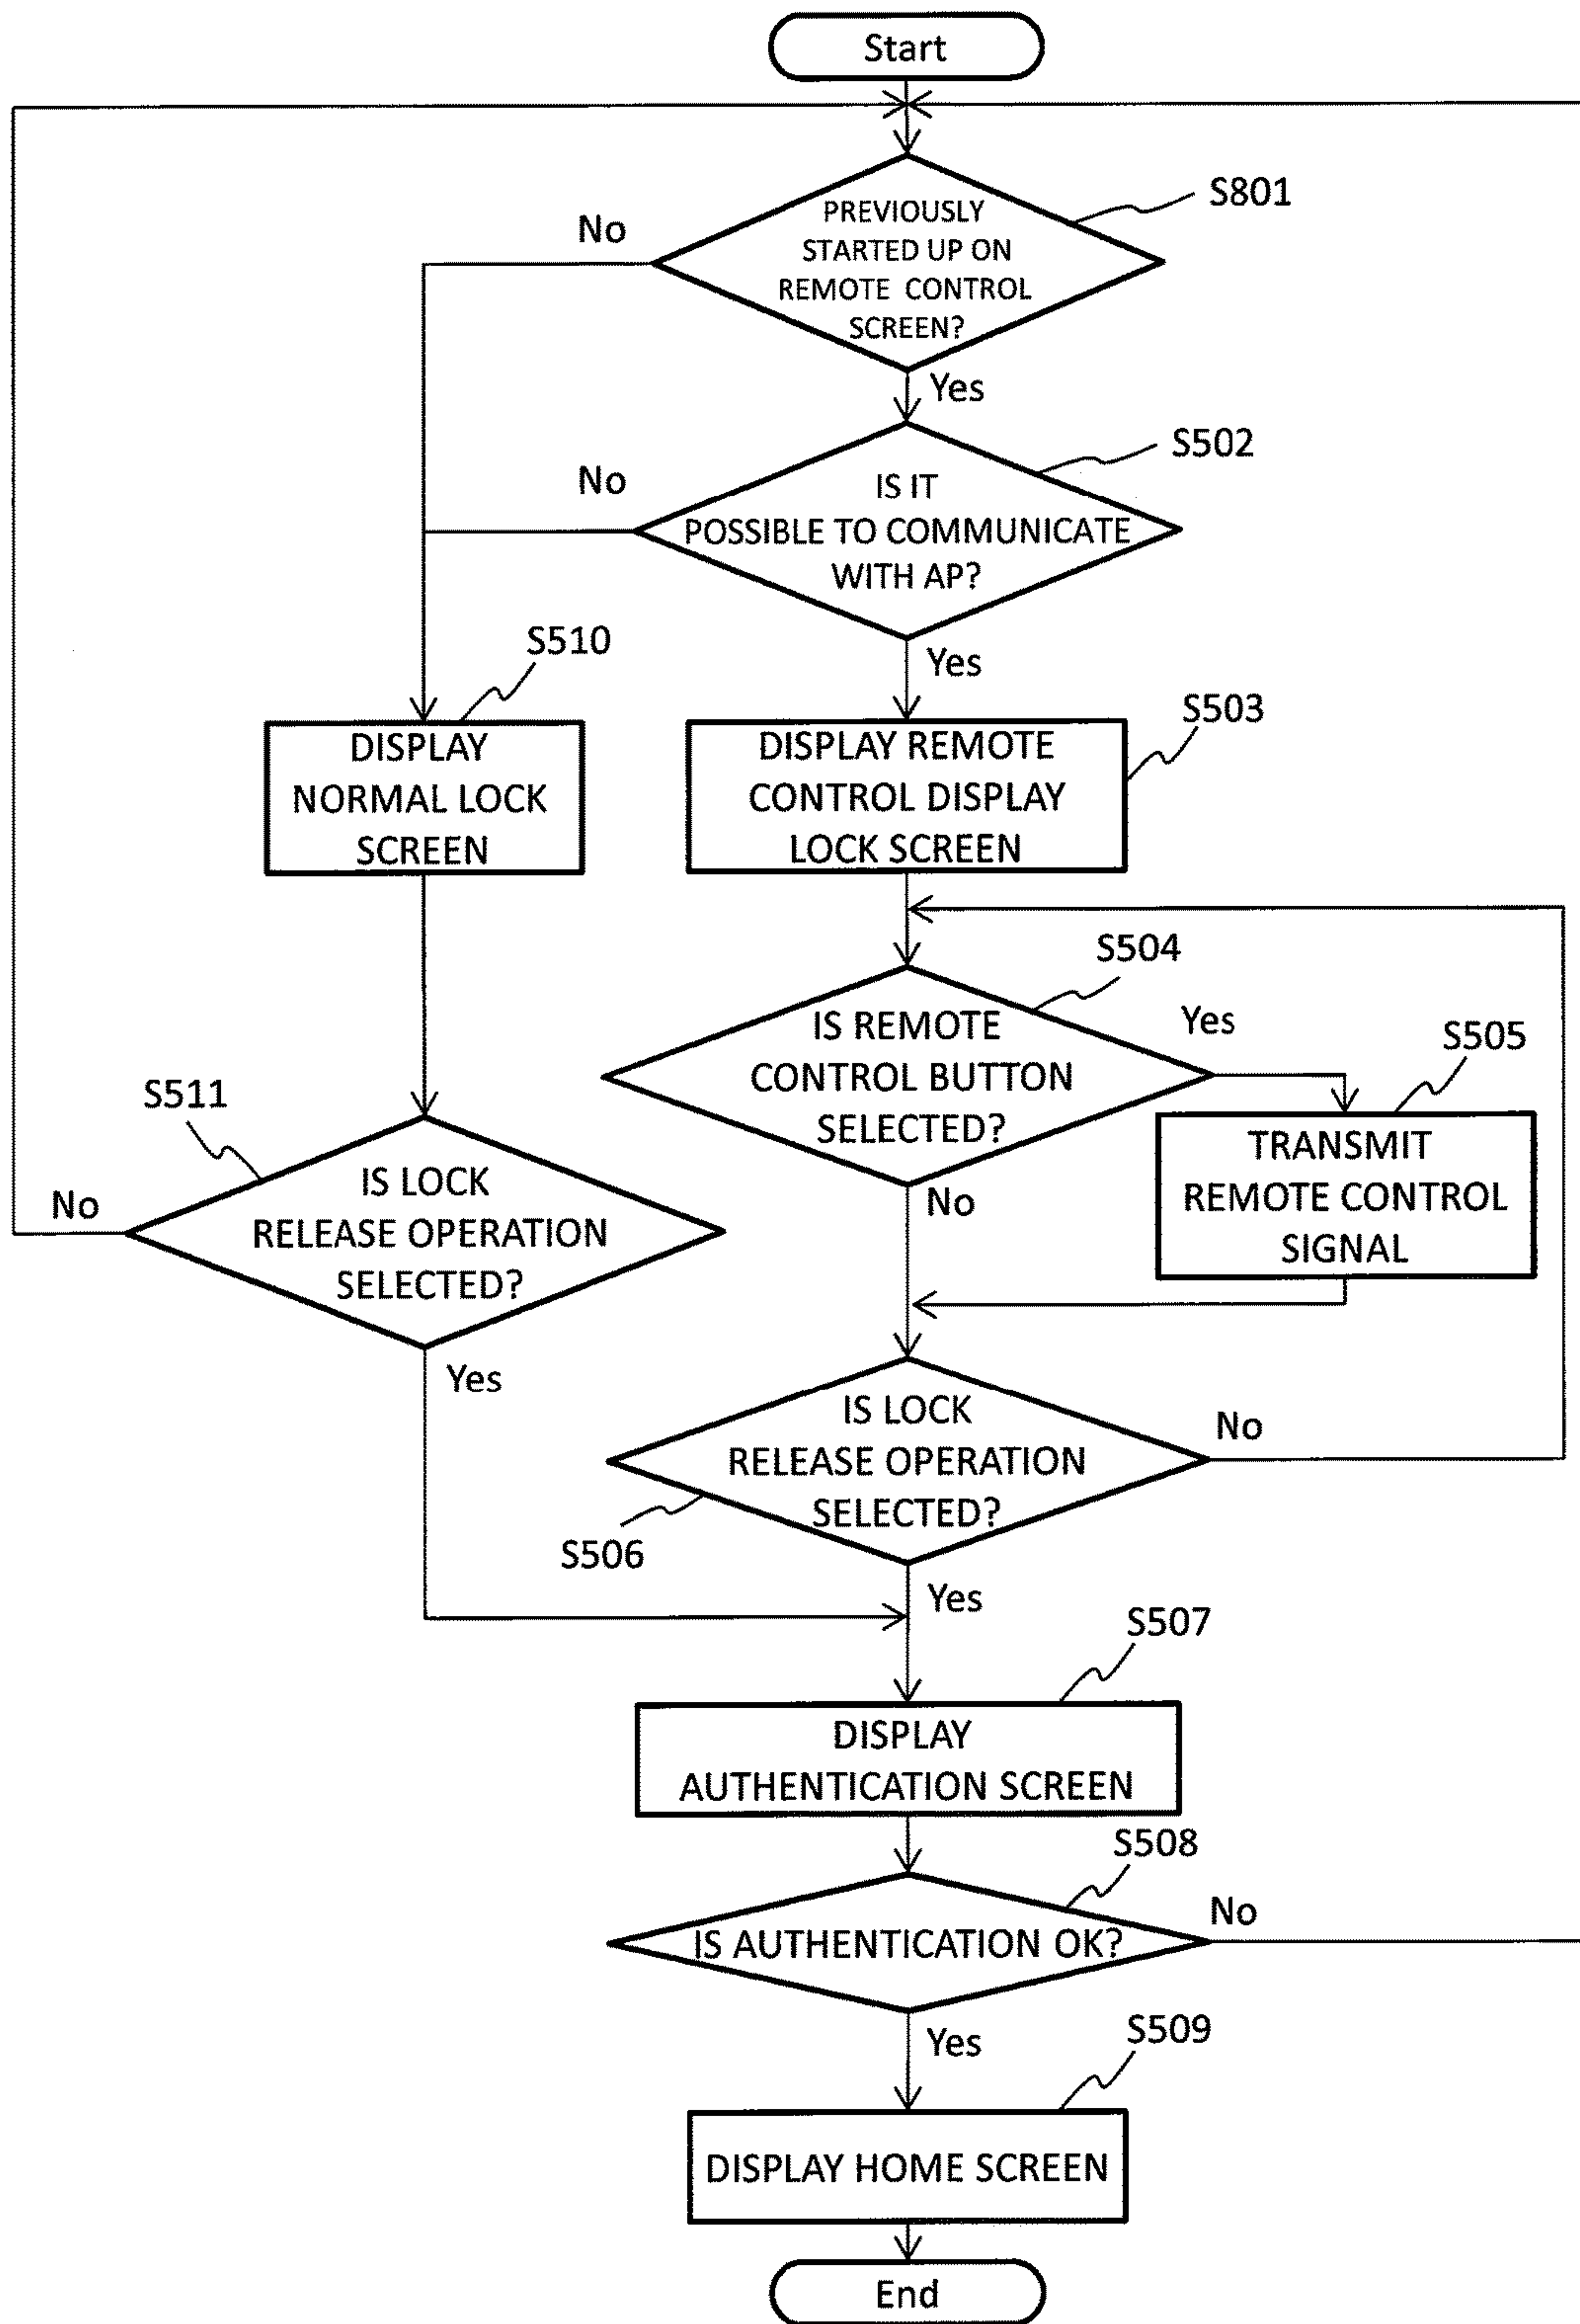 Start
S801
No
PREVIOUSLY
STARTED UP ON
REMOTE CONTROL
SCREEN?
Yes
S502
No
IS IT
POSSIBLE TO COMMUNICATE
WITH AP?
Yes
S510
S503
DISPLAY
NORMAL LOCK
SCREEN
DISPLAY REMOTE
CONTROL DISPLAY
LOCK SCREEN
S504
IS REMOTE
CONTROL BUTTON
SELECTED?
Yes
S505
TRANSMIT
REMOTE CONTROL
SIGNAL
No
S511
IS LOCK
RELEASE OPERATION
SELECTED?
No
Yes
IS LOCK
RELEASE OPERATION
SELECTED?
No
S506
Yes
S507
DISPLAY
AUTHENTICATION SCREEN
S508
IS AUTHENTICATION OK?
No
Yes
S509
DISPLAY HOME SCREEN
End